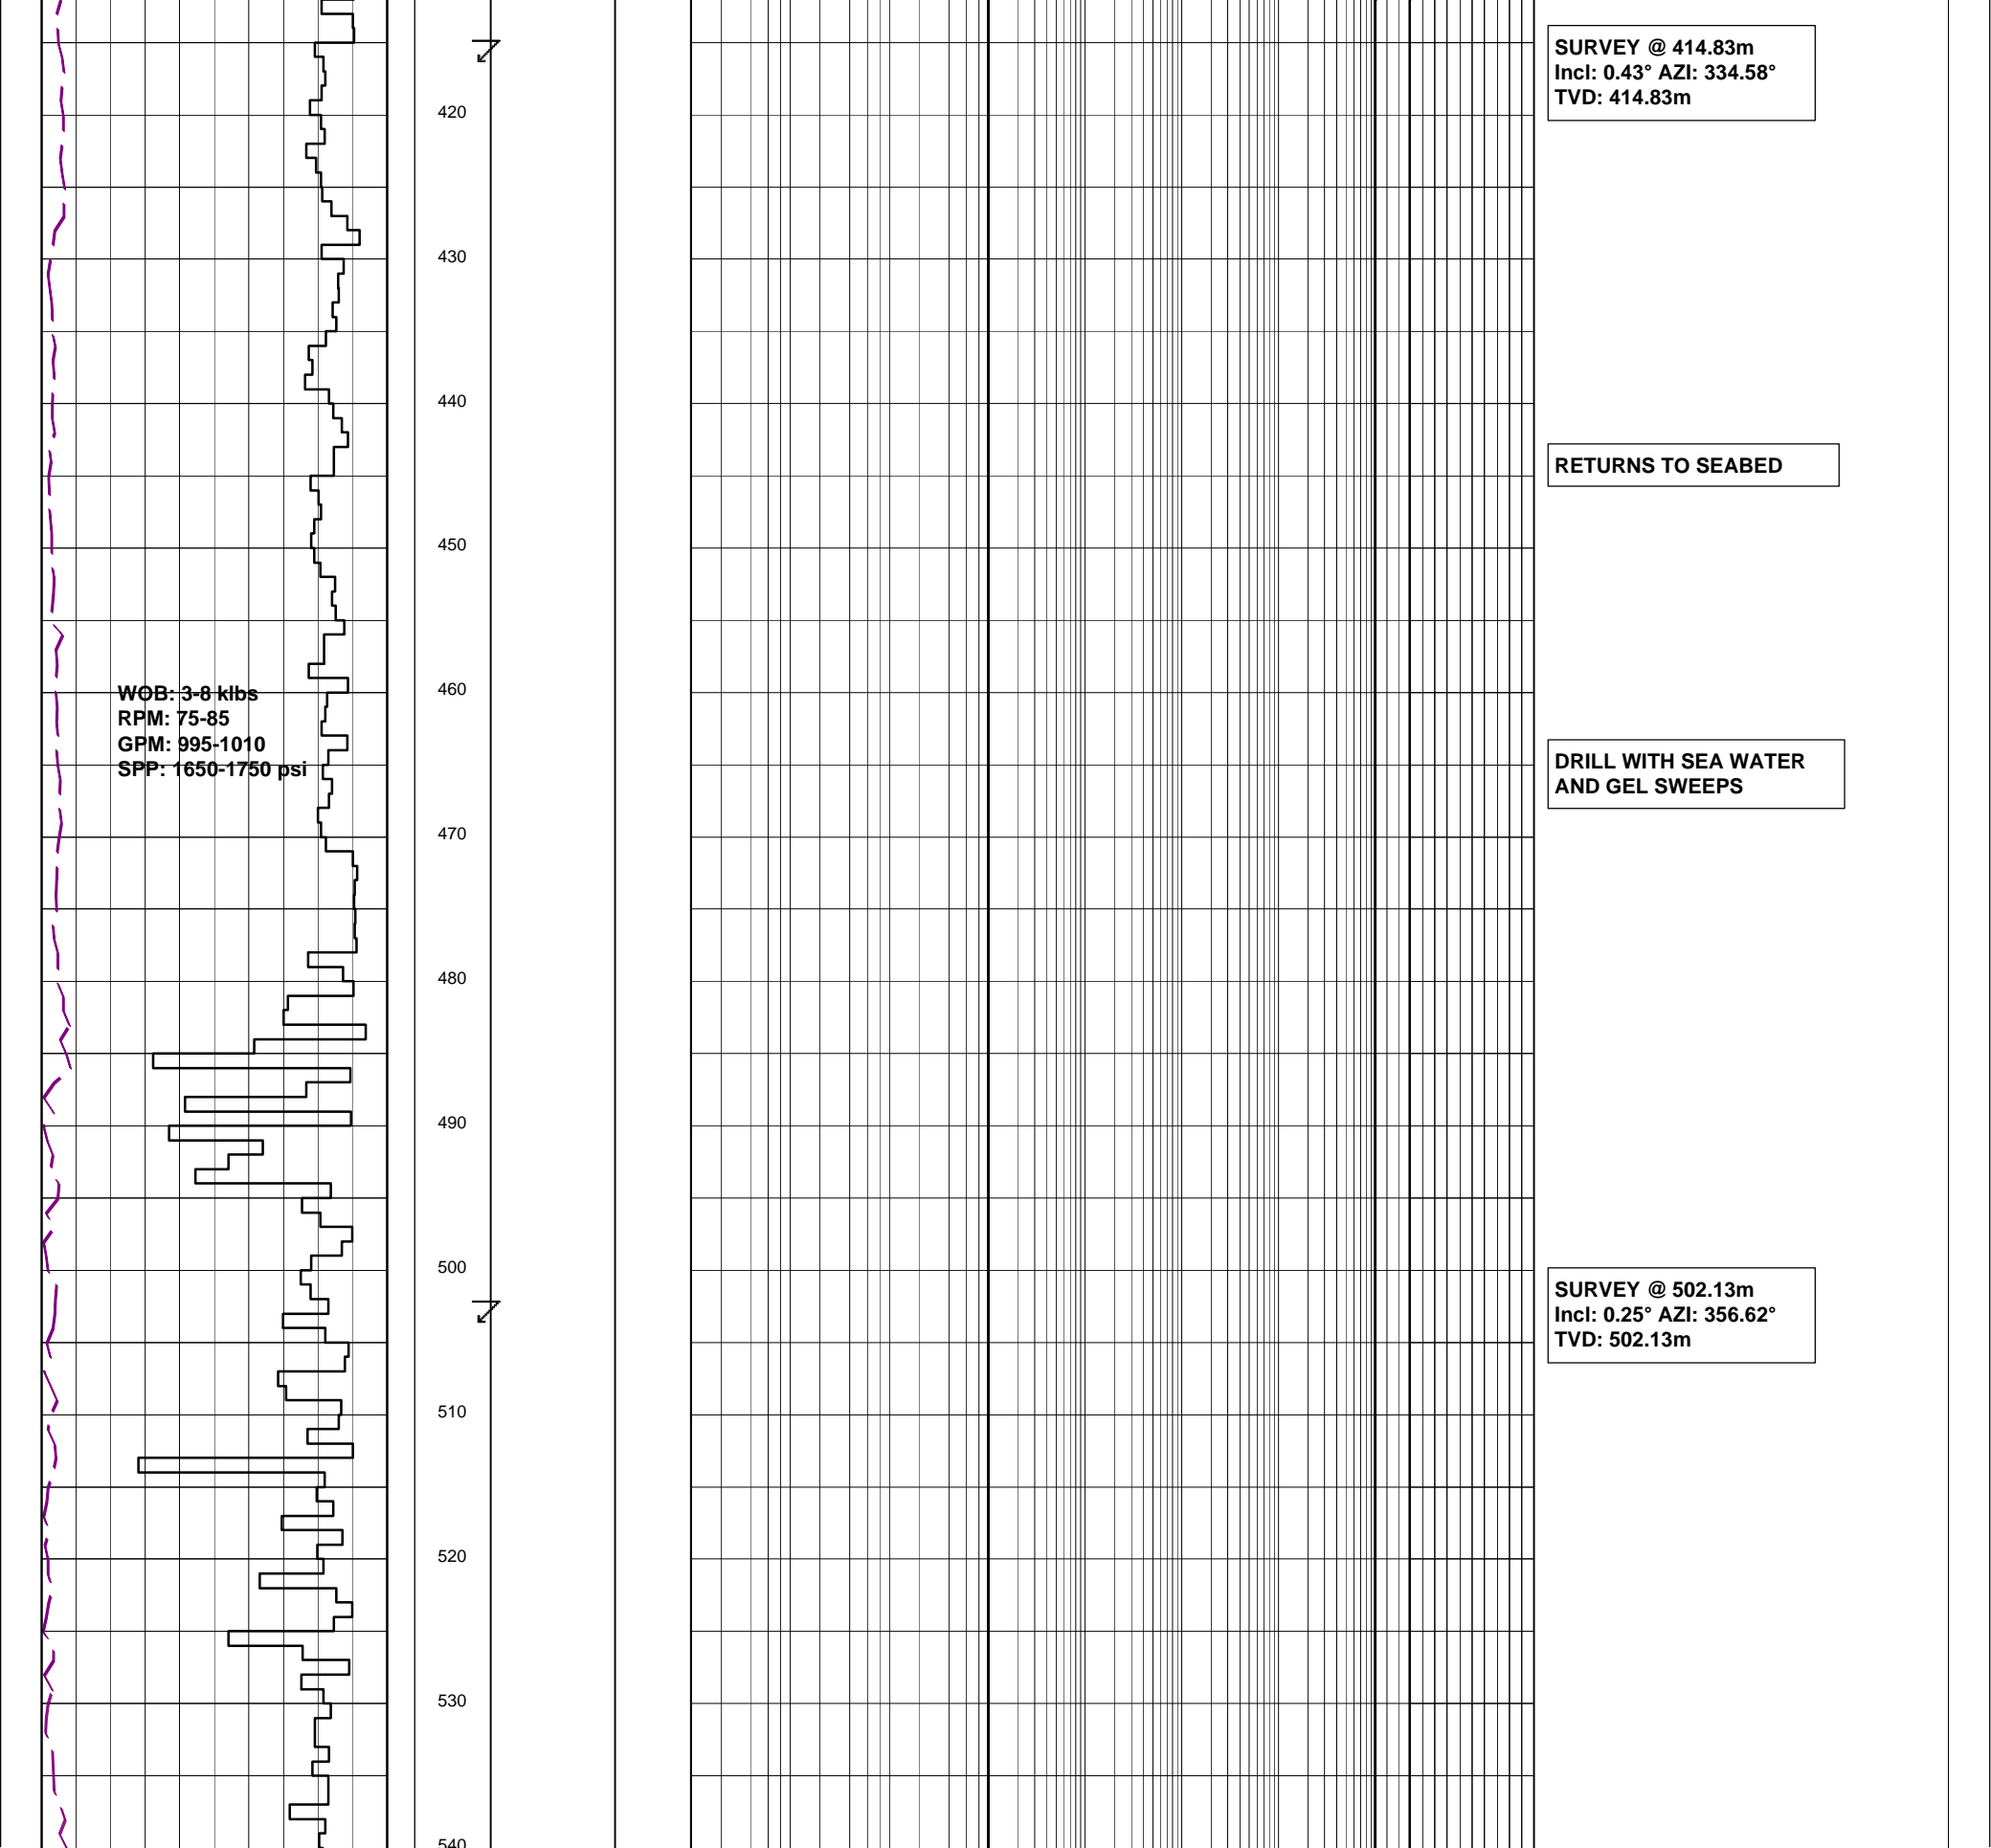 SURVEY @ 414.83m
Incl: 0.43° AZI: 334.58°
TVD: 414.83m
420
430
440
RETURNS TO SEABED
450
460
WOB: 3-8 klbs
RPM: 75-85
GPM: 995-1010
SPP: 1650-1750 psi
DRILL WITH SEA WATER
AND GEL SWEEPS
470
480
490
500
SURVEY @ 502.13m
Incl: 0.25° AZI: 356.62°
TVD: 502.13m
510
520
530
540